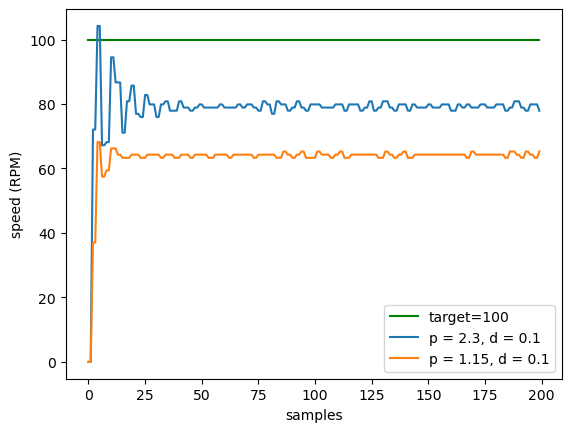 100
80
60
40
20
0
speed (RPM)
target=100
p = 2.3, d = 0.1
p = 1.15, d = 0.1
0 25 50 75 100 125 150 175 200
samples